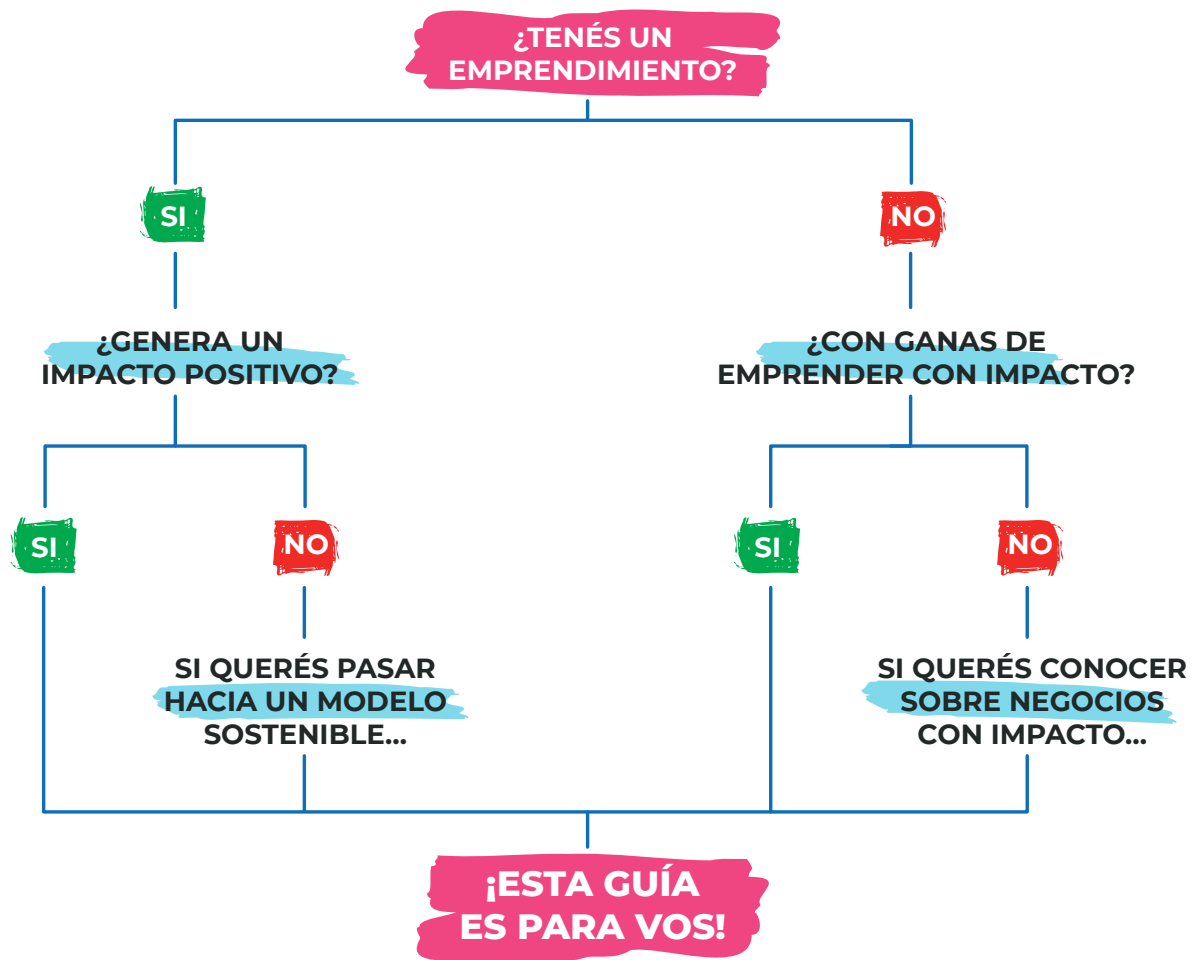 ¿TENÉS UN
EMPRENDIMIENTO?
SI
NO
¿GENERA UN
IMPACTO POSITIVO?
¿CON GANAS DE
EMPRENDER CON IMPACTO?
SI
NO
SI
NO
SI QUERÉS PASAR
HACIA UN MODELO
SOSTENIBLE...
SI QUERÉS CONOCER
SOBRE NEGOCIOS
CON IMPACTO...
¡ESTA GUÍA
ES PARA VOS!